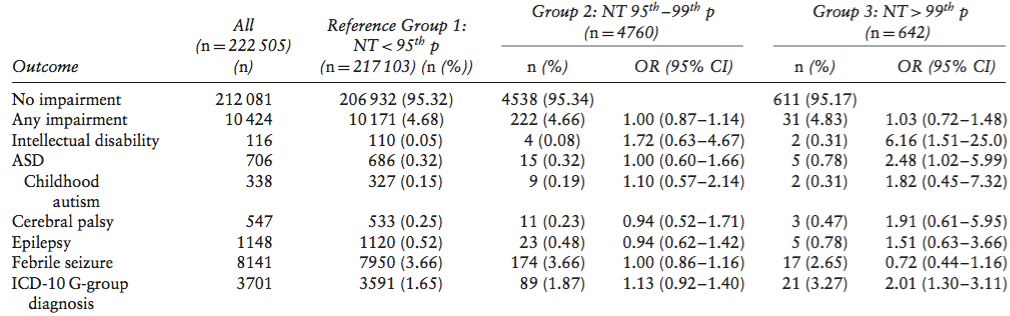 All Reference Group 1: Group 2: NT 95th–99th p Group 3: NT > 99th p
(n = 222 505) NT < 95th p (n = 4760) (n = 642)
Outcome (n) (n = 217 103) (n (%)) n (%) OR (95% CI) n (%) OR (95% CI)
No impairment 212 081 206 932 (95.32) 4538 (95.34) 611 (95.17)
Any impairment 10 424 10 171 (4.68) 222 (4.66) 1.00 (0.87–1.14) 31 (4.83) 1.03 (0.72–1.48)
Intellectual disability 116 110 (0.05) 4 (0.08) 1.72 (0.63–4.67) 2 (0.31) 6.16 (1.51–25.0)
ASD 706 686 (0.32) 15 (0.32) 1.00 (0.60–1.66) 5 (0.78) 2.48 (1.02–5.99)
Childhood 338 327 (0.15) 9 (0.19) 1.10 (0.57–2.14) 2 (0.31) 1.82 (0.45–7.32)
autism
Cerebral palsy 547 533 (0.25) 11 (0.23) 0.94 (0.52–1.71) 3 (0.47) 1.91 (0.61–5.95)
Epilepsy 1148 1120 (0.52) 23 (0.48) 0.94 (0.62–1.42) 5 (0.78) 1.51 (0.63–3.66)
Febrile seizure 8141 7950 (3.66) 174 (3.66) 1.00 (0.86–1.16) 17 (2.65) 0.72 (0.44–1.16)
ICD-10 G-group 3701 3591 (1.65) 89 (1.87) 1.13 (0.92–1.40) 21 (3.27) 2.01 (1.30–3.11)
diagnosis